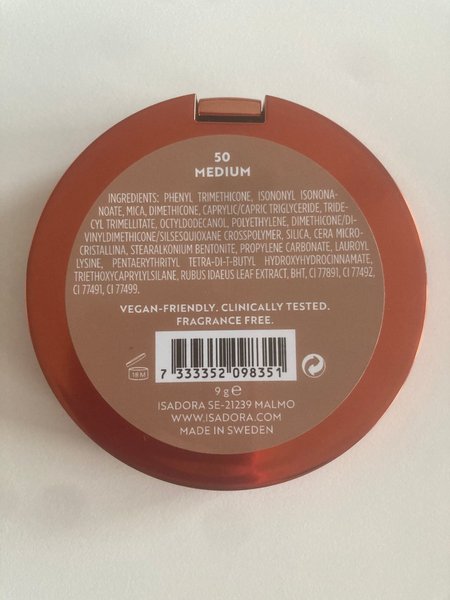 50
MEDIUM
INGREDIENTS: PHENYL TRIMETHICONE, ISONONYL ISONONA-
NOATE, MICA, DIMETHICONE, CAPRYLIC/CAPRIC TRIGLYCERIDE, TRIDE-
CYL TRIMELLITATE, OCTYLDODECANOL, POLYETHYLENE, DIMETHICONE/DI-
VINYLDIMETHICONE/SILSESQUIOXANE CROSSPOLYMER, SILICA, CERA MICRO-
CRISTALLINA, STEARALKONIUM BENTONITE, PROPYLENE CARBONATE, LAUROYL
LYSINE, PENTAERYTHRITYL TETRA-DI-T-BUTYL HYDROXYHYDROCINNAMATE,
TRIETHOXYCAPRYLYLSILANE, RUBUS IDAEUS LEAF EXTRACT, BHT, CI 77891, CI 77492,
CI 77491, CI 77499.
VEGAN-FRIENDLY. CLINICALLY TESTED.
FRAGRANCE FREE.
18 M
7 333352 098351
9 g e
ISADORA SE-21239 MALMO
WWW.ISADORA.COM
MADE IN SWEDEN